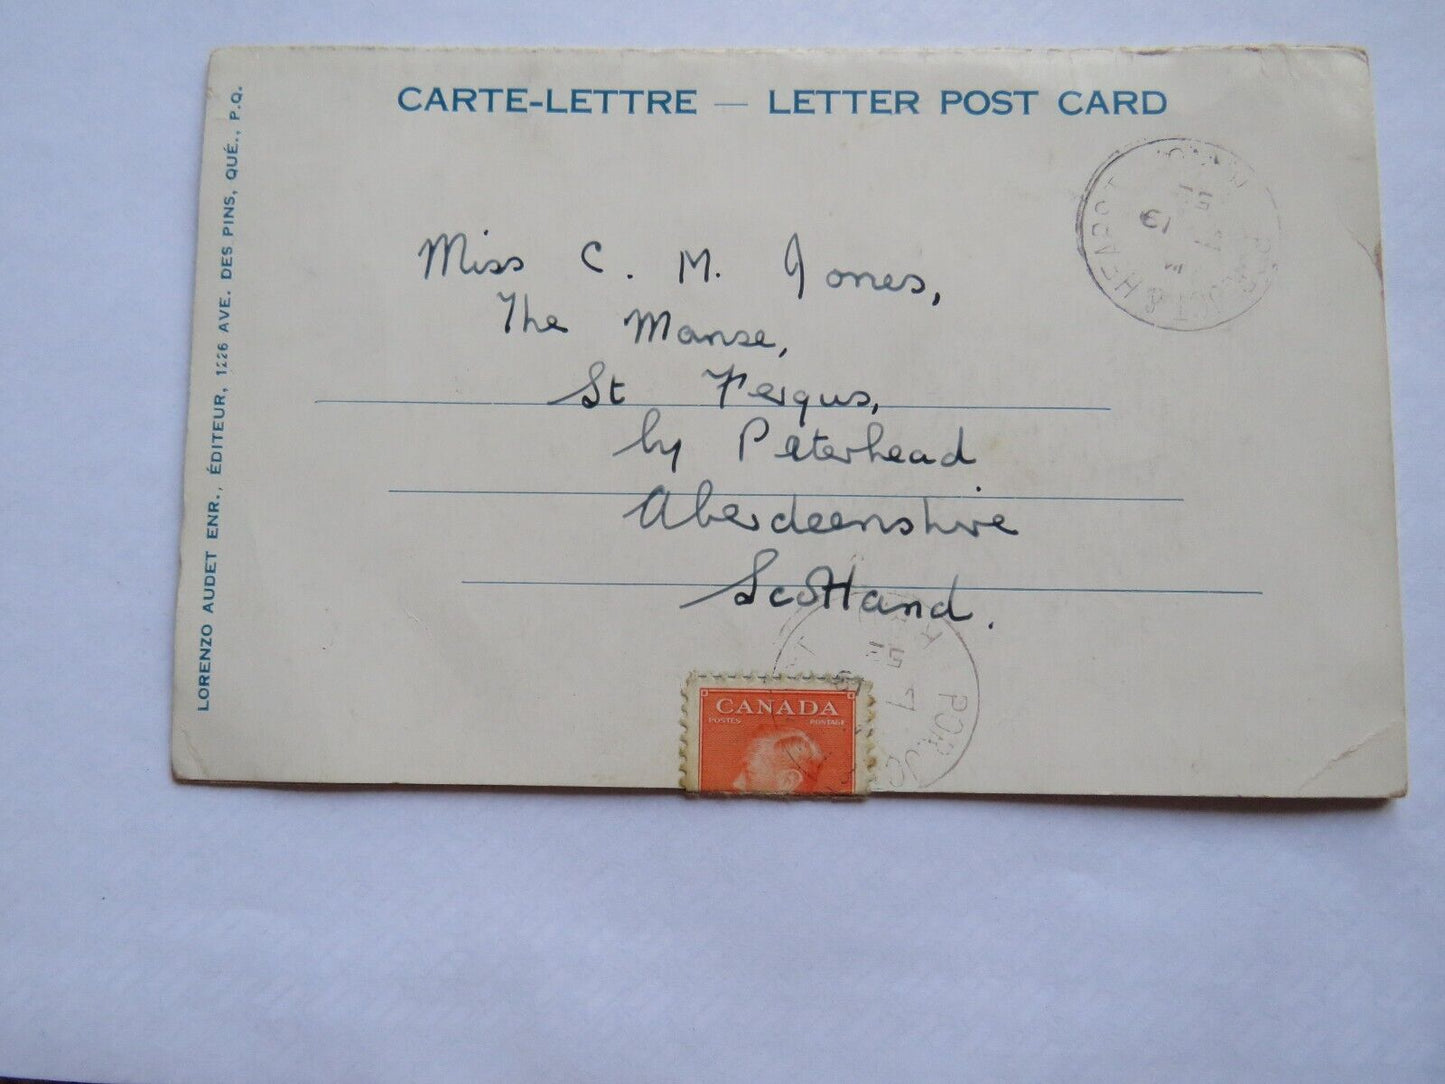 CARTE-LETTRE — LETTER POST CARD
LORENZO AUDET ENR., ÉDITEUR, 1226 AVE. DES PINS, QUÉ., P.Q.
Miss C. M. Jones,
The Manse,
St Fergus,
by Peterhead
Aberdeenshire
Scotland.
CANADA
POSTES POSTAGE